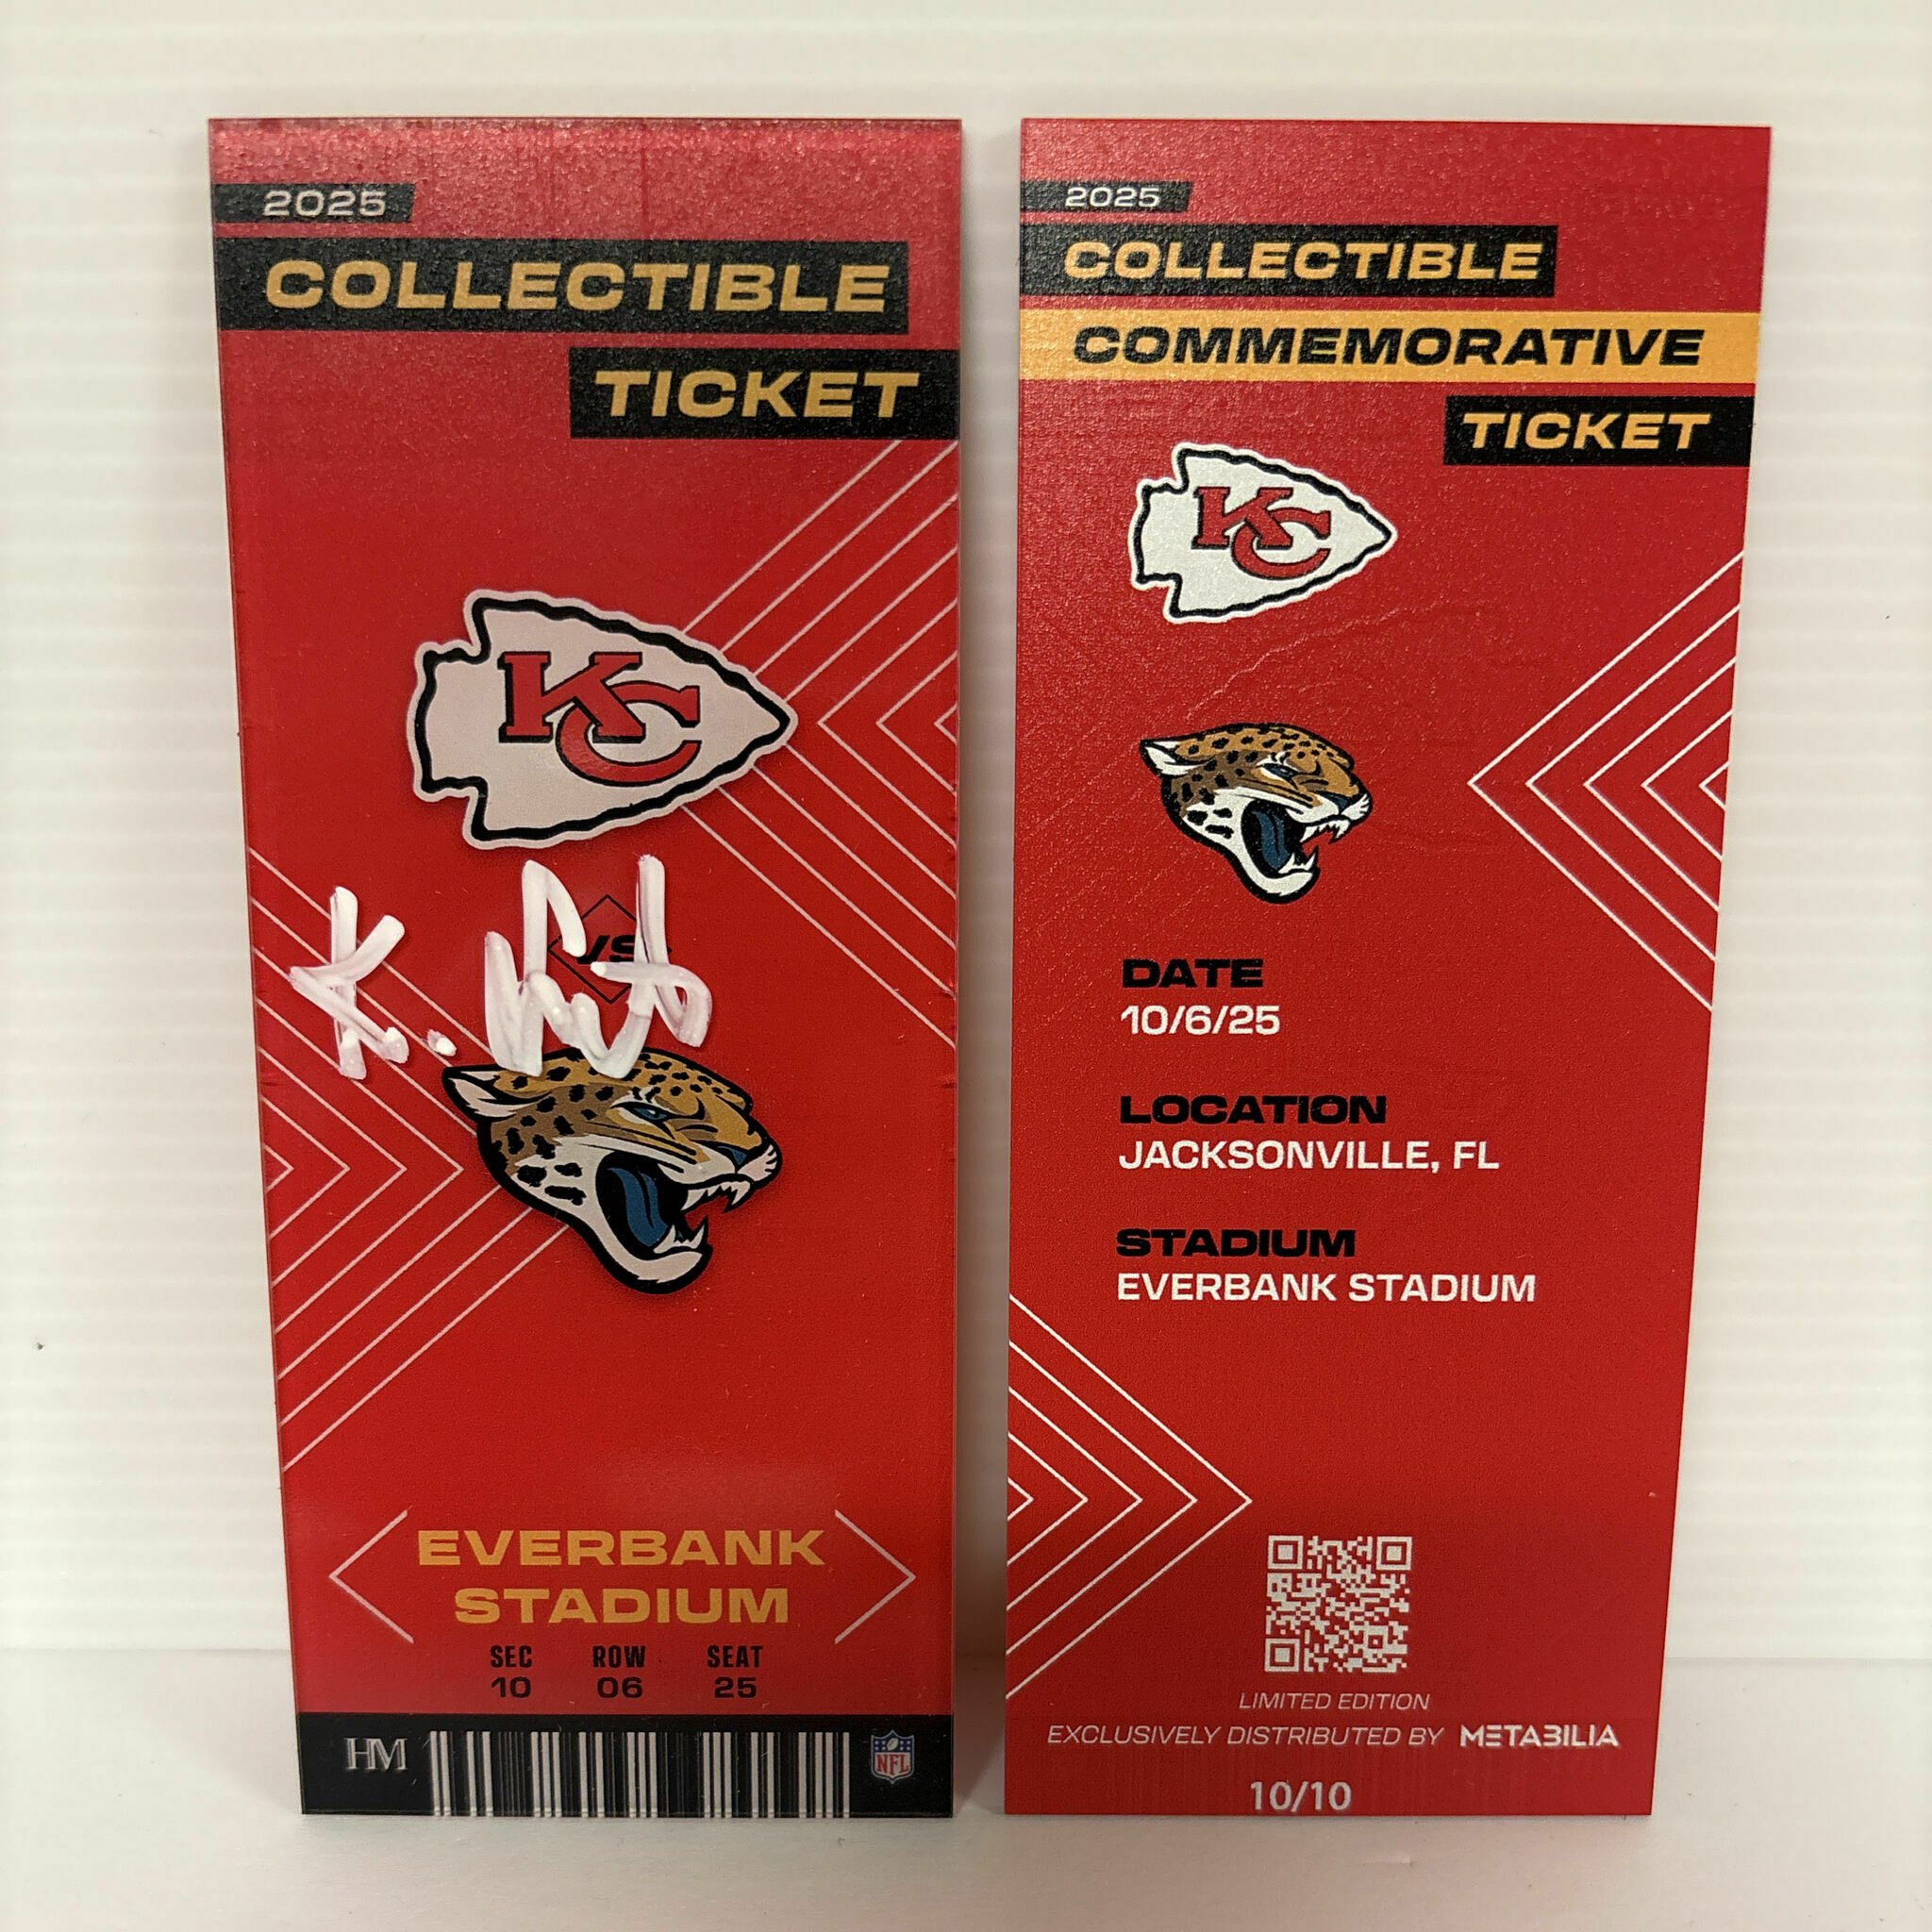 2025
COLLECTIBLE
TICKET
KC
VS
EVERBANK
STADIUM
SEC ROW SEAT
10 06 25
HM
NFL
2025
COLLECTIBLE
COMMEMORATIVE
TICKET
KC
DATE
10/6/25
LOCATION
JACKSONVILLE, FL
STADIUM
EVERBANK STADIUM
LIMITED EDITION
EXCLUSIVELY DISTRIBUTED BY METABILIA
10/10